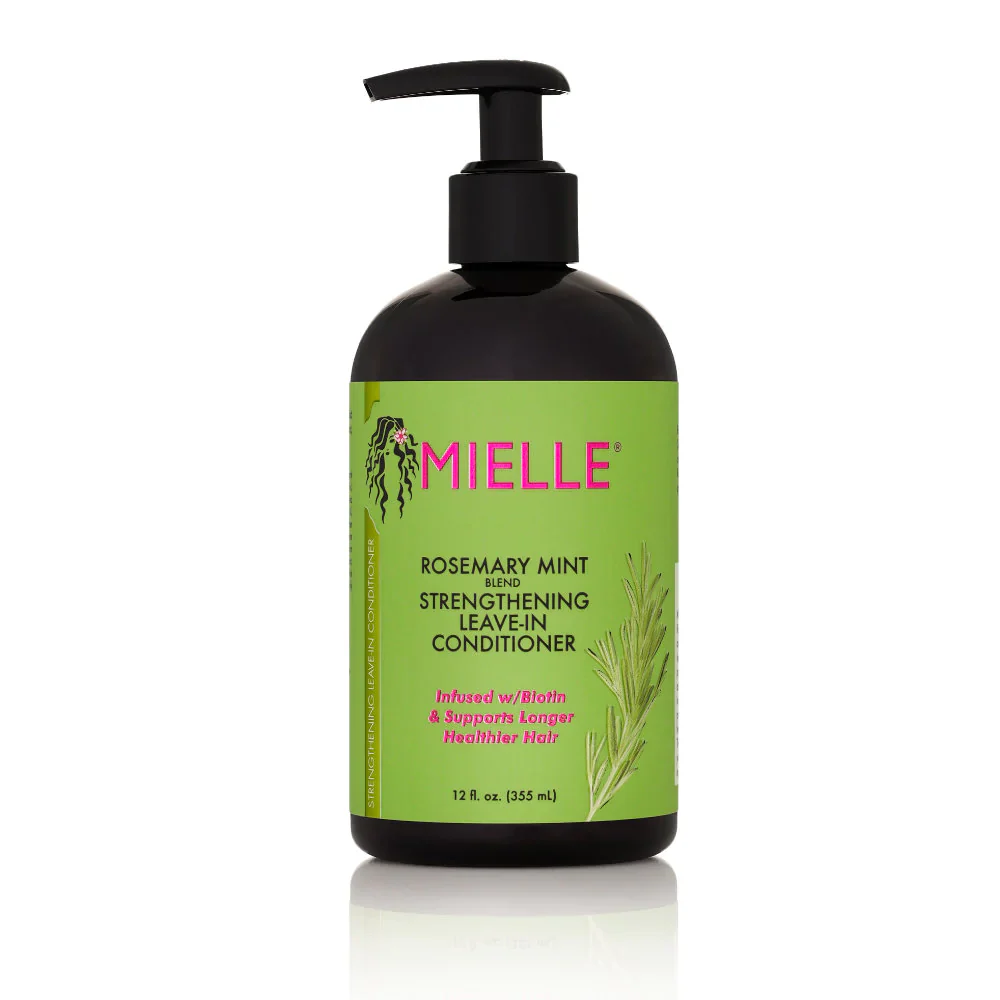 MIELLE®
ROSEMARY MINT
BLEND
STRENGTHENING
LEAVE-IN
CONDITIONER
Infused w/Biotin
& Supports Longer
Healthier Hair
12 fl. oz. (355 mL)
STRENGTHENING LEAVE-IN CONDITIONER